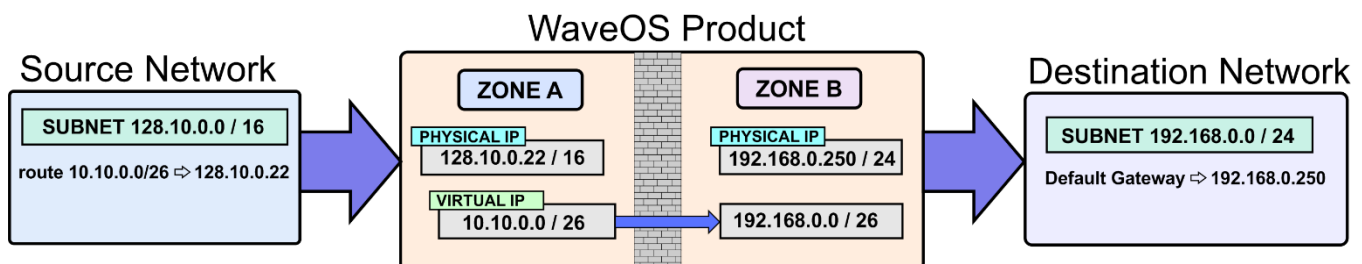 WaveOS Product
Source Network
SUBNET 128.10.0.0 / 16
route 10.10.0.0/26 ⇨ 128.10.0.22
ZONE A
PHYSICAL IP
128.10.0.22 / 16
VIRTUAL IP
10.10.0.0 / 26
ZONE B
PHYSICAL IP
192.168.0.250 / 24
192.168.0.0 / 26
Destination Network
SUBNET 192.168.0.0 / 24
Default Gateway ⇨ 192.168.0.250